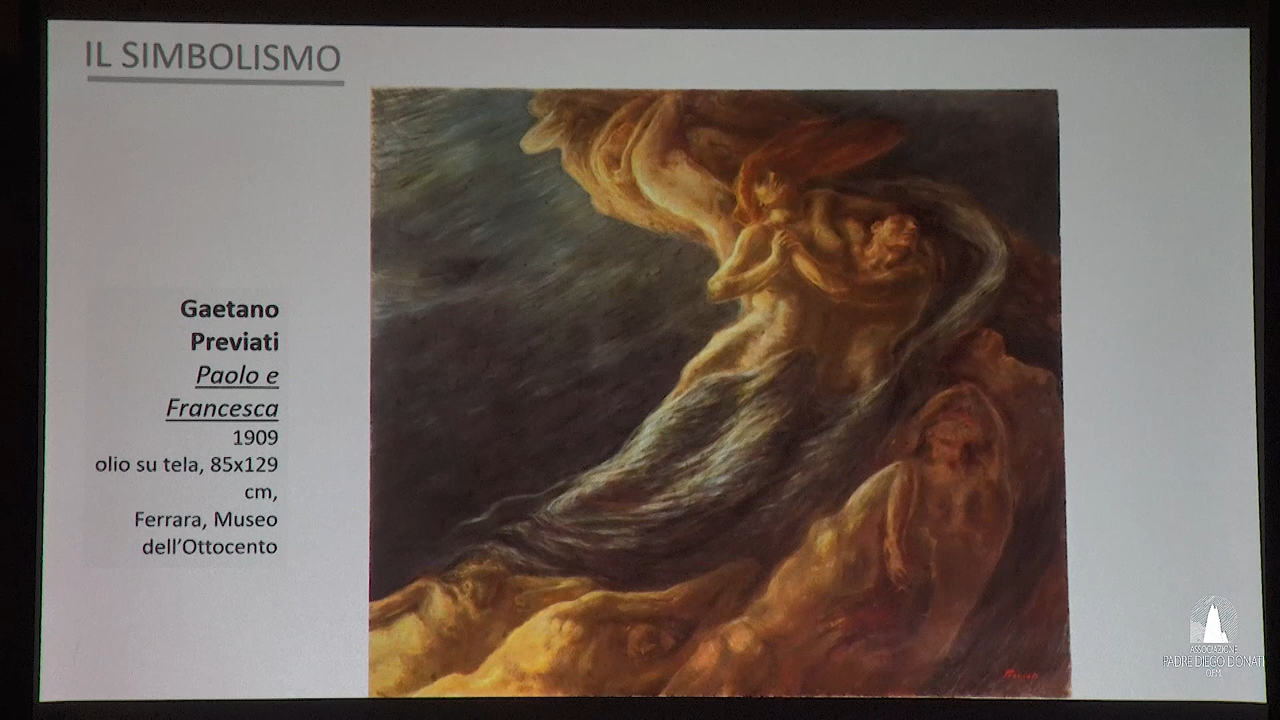 IL SIMBOLISMO
Gaetano
Previati
Paolo e
Francesca
1909
olio su tela, 85x129
cm,
Ferrara, Museo
dell'Ottocento
ASSOCIAZIONE
PADRE DIEGO DONATI
OFM